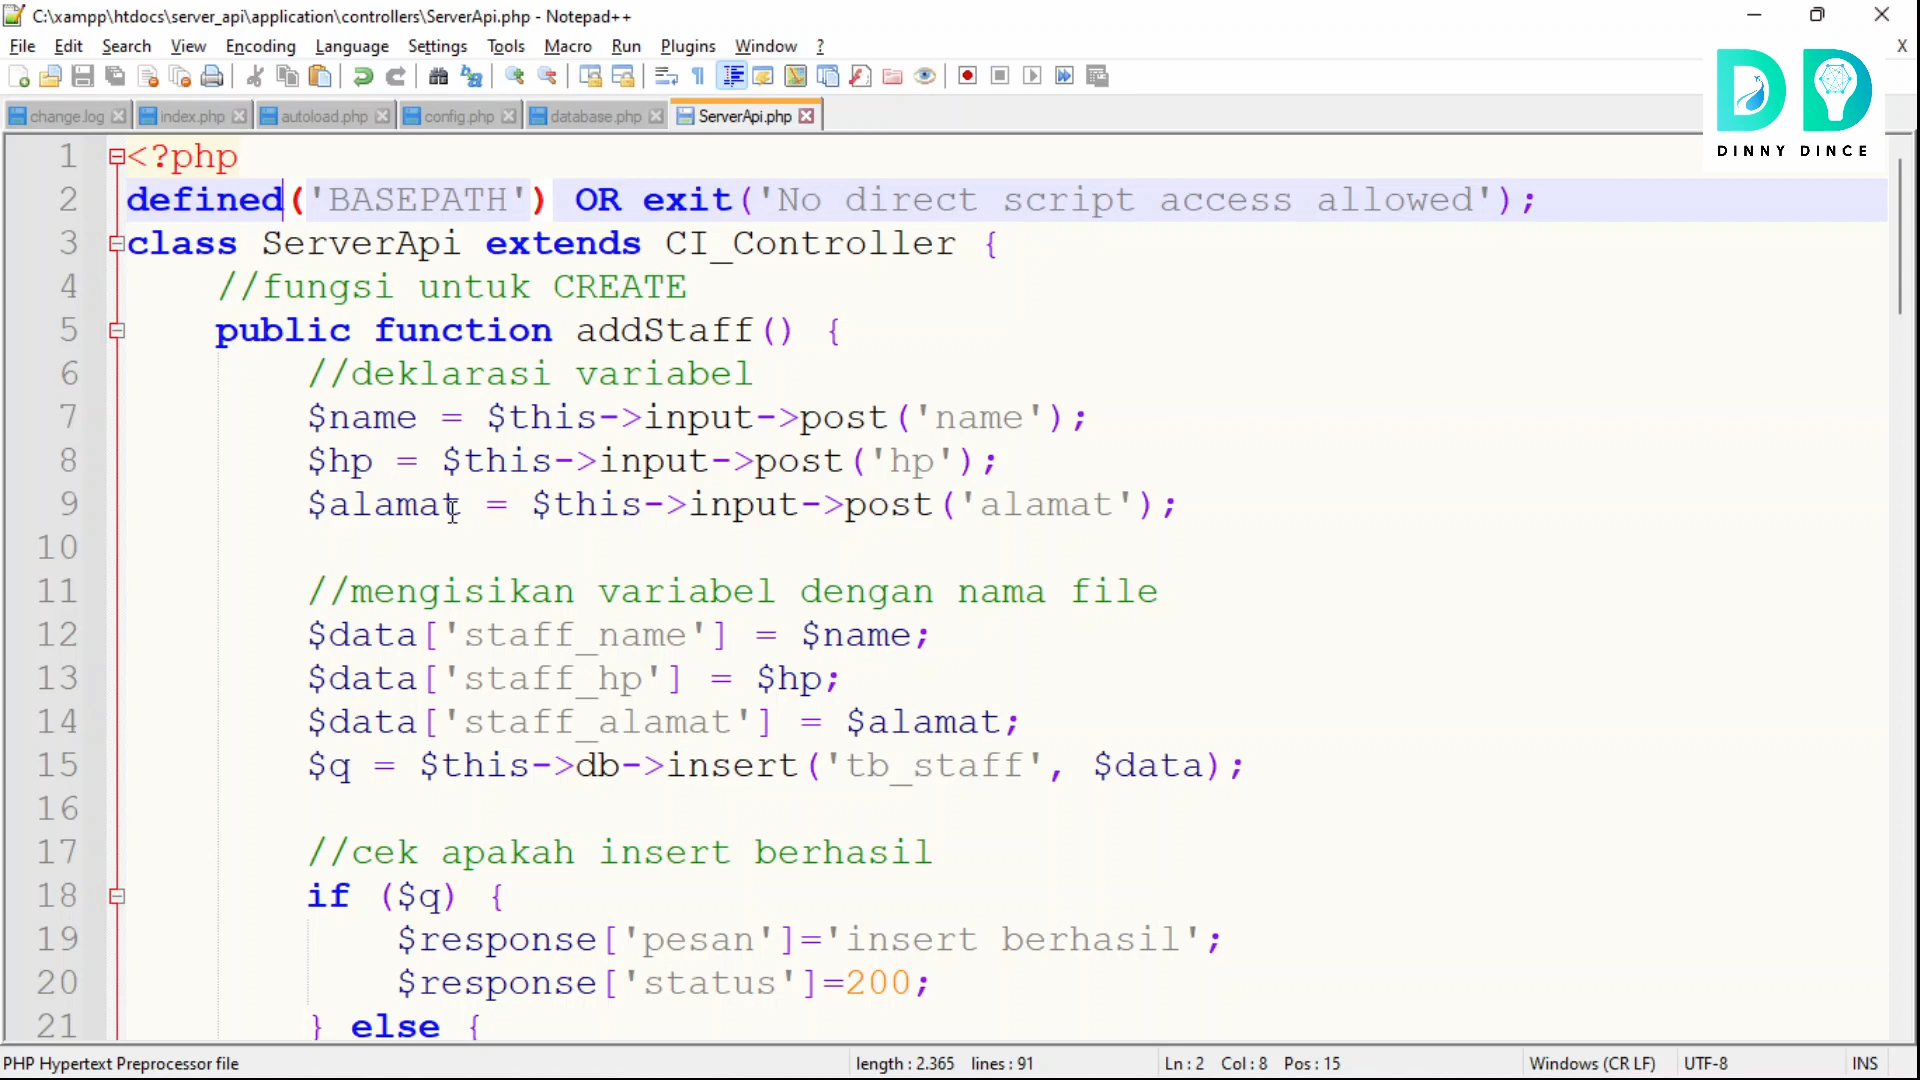 C:\xampp\htdocs\server_api\application\controllers\ServerApi.php - Notepad++
File Edit Search View Encoding Language Settings Tools Macro Run Plugins Window ? X
change.log index.php autoload.php config.php database.php ServerApi.php
DINNY DINCE
1 <?php
2 defined('BASEPATH') OR exit('No direct script access allowed');
3 class ServerApi extends CI_Controller {
4 //fungsi untuk CREATE
5 public function addStaff() {
6 //deklarasi variabel
7 $name = $this->input->post('name');
8 $hp = $this->input->post('hp');
9 $alamat = $this->input->post('alamat');
10
11 //mengisikan variabel dengan nama file
12 $data['staff_name'] = $name;
13 $data['staff_hp'] = $hp;
14 $data['staff_alamat'] = $alamat;
15 $q = $this->db->insert('tb_staff', $data);
16
17 //cek apakah insert berhasil
18 if ($q) {
19 $response['pesan']='insert berhasil';
20 $response['status']=200;
21 } else {
PHP Hypertext Preprocessor file length : 2.365 lines : 91 Ln : 2 Col : 8 Pos : 15 Windows (CR LF) UTF-8 INS